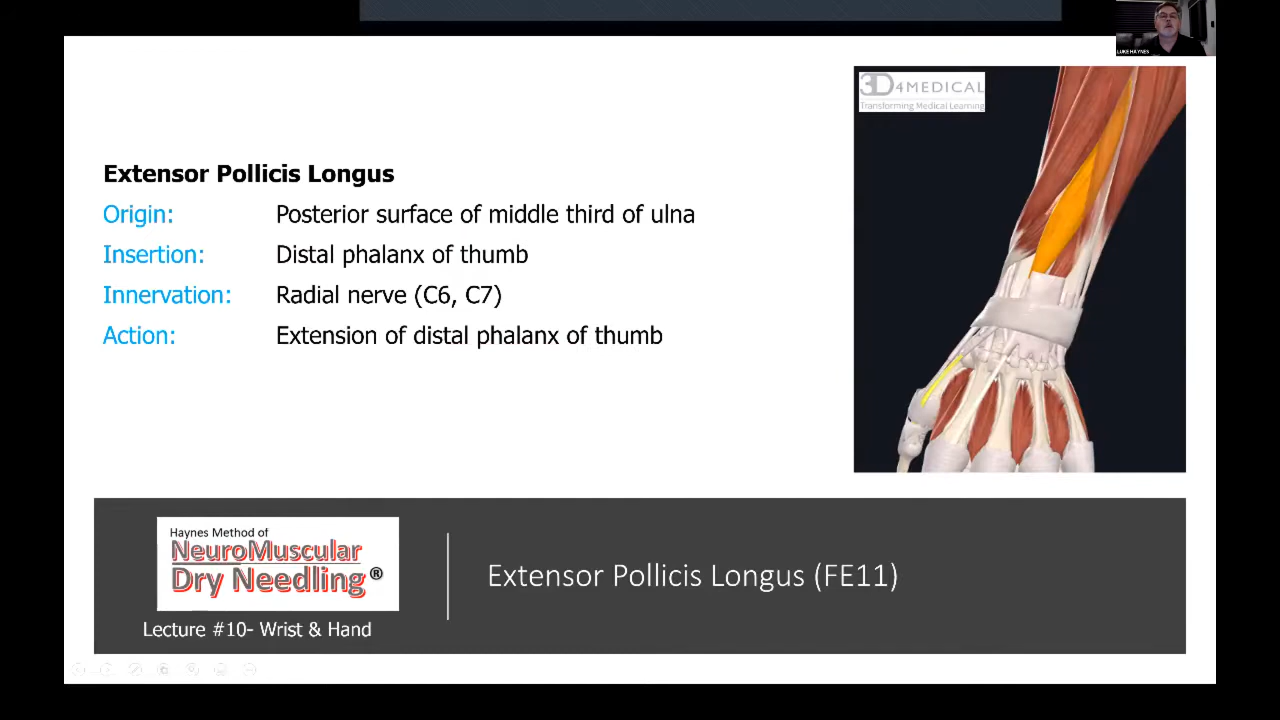 LUKE HAYNES
3D4MEDICAL
Transforming Medical Learning
Extensor Pollicis Longus
Origin: Posterior surface of middle third of ulna
Insertion: Distal phalanx of thumb
Innervation: Radial nerve (C6, C7)
Action: Extension of distal phalanx of thumb
Haynes Method of
NeuroMuscular
Dry Needling®
Lecture #10- Wrist & Hand
Extensor Pollicis Longus (FE11)